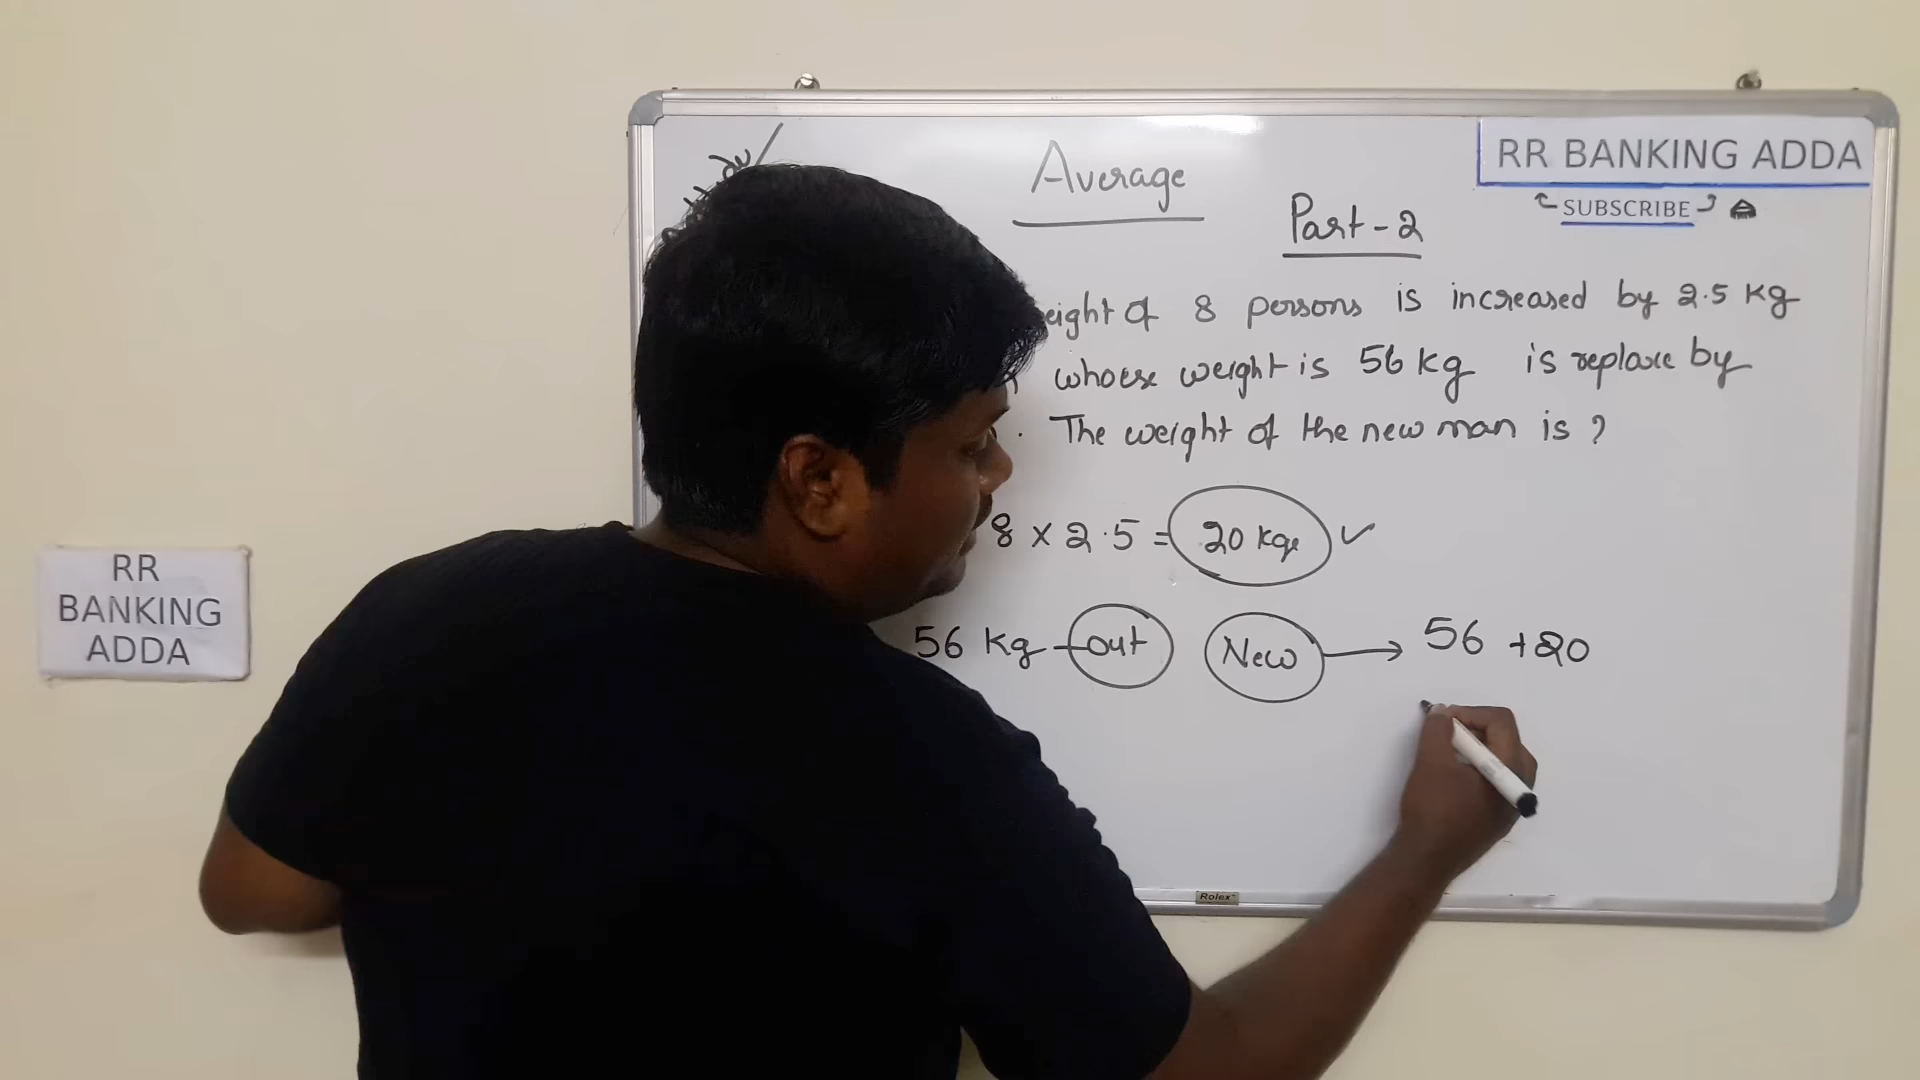 Average
RR BANKING ADDA
SUBSCRIBE
Part-2
eight of 8 persons is increased by 2.5 kg
whoese weight is 56 kg is replace by
. The weight of the new man is ?
8 × 2.5 = 20 kgs ✓
56 kg - out New → 56 + 20
RR
BANKING
ADDA
Rolex